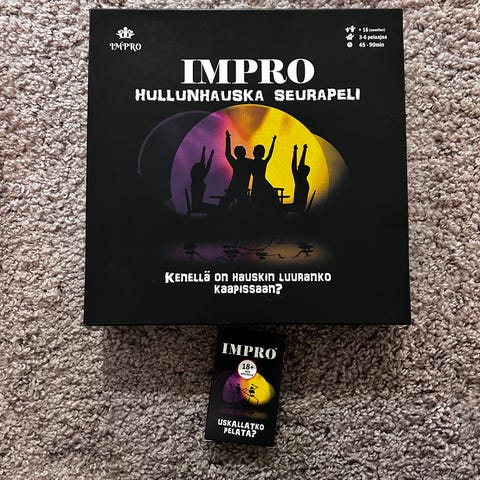 IMPRO
+ 18 (suositus)
3-6 pelaajaa
45 - 90min
IMPRO
HULLUNHAUSKA SEURAPELI
KENELLÄ ON HAUSKIN LUURANKO
KAAPISSAAN?
IMPRO
18+
USKALLATKO
PELATA?